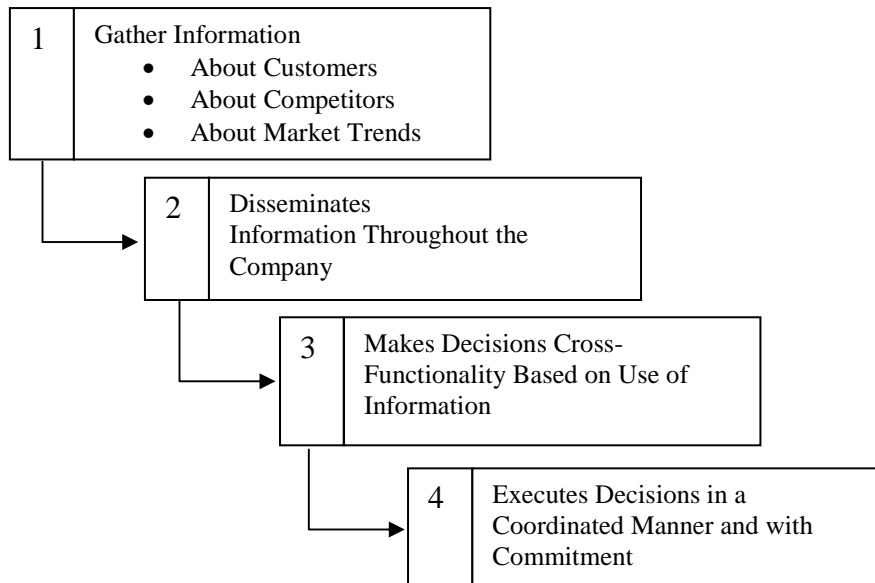 1
Gather Information
• About Customers
• About Competitors
• About Market Trends
2
Disseminates
Information Throughout the
Company
3
Makes Decisions Cross-
Functionality Based on Use of
Information
4
Executes Decisions in a
Coordinated Manner and with
Commitment